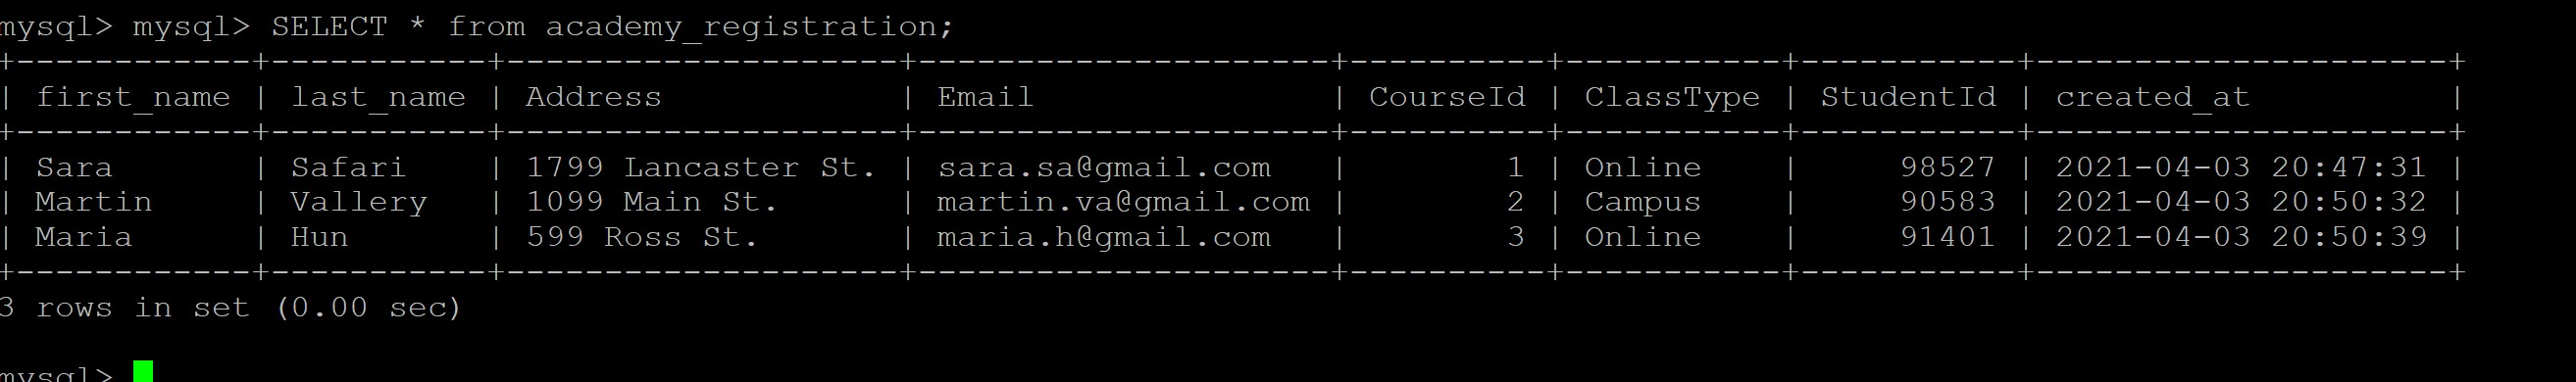 mysql> mysql> SELECT * from academy_registration;
+------------+-----------+--------------------+---------------------+----------+-----------+-----------+---------------------+
| first_name | last_name | Address            | Email               | CourseId | ClassType | StudentId | created_at          |
+------------+-----------+--------------------+---------------------+----------+-----------+-----------+---------------------+
| Sara       | Safari    | 1799 Lancaster St. | sara.sa@gmail.com   |        1 | Online    |     98527 | 2021-04-03 20:47:31 |
| Martin     | Vallery   | 1099 Main St.      | martin.va@gmail.com |        2 | Campus    |     90583 | 2021-04-03 20:50:32 |
| Maria      | Hun       | 599 Ross St.       | maria.h@gmail.com   |        3 | Online    |     91401 | 2021-04-03 20:50:39 |
+------------+-----------+--------------------+---------------------+----------+-----------+-----------+---------------------+
3 rows in set (0.00 sec)
mysql>